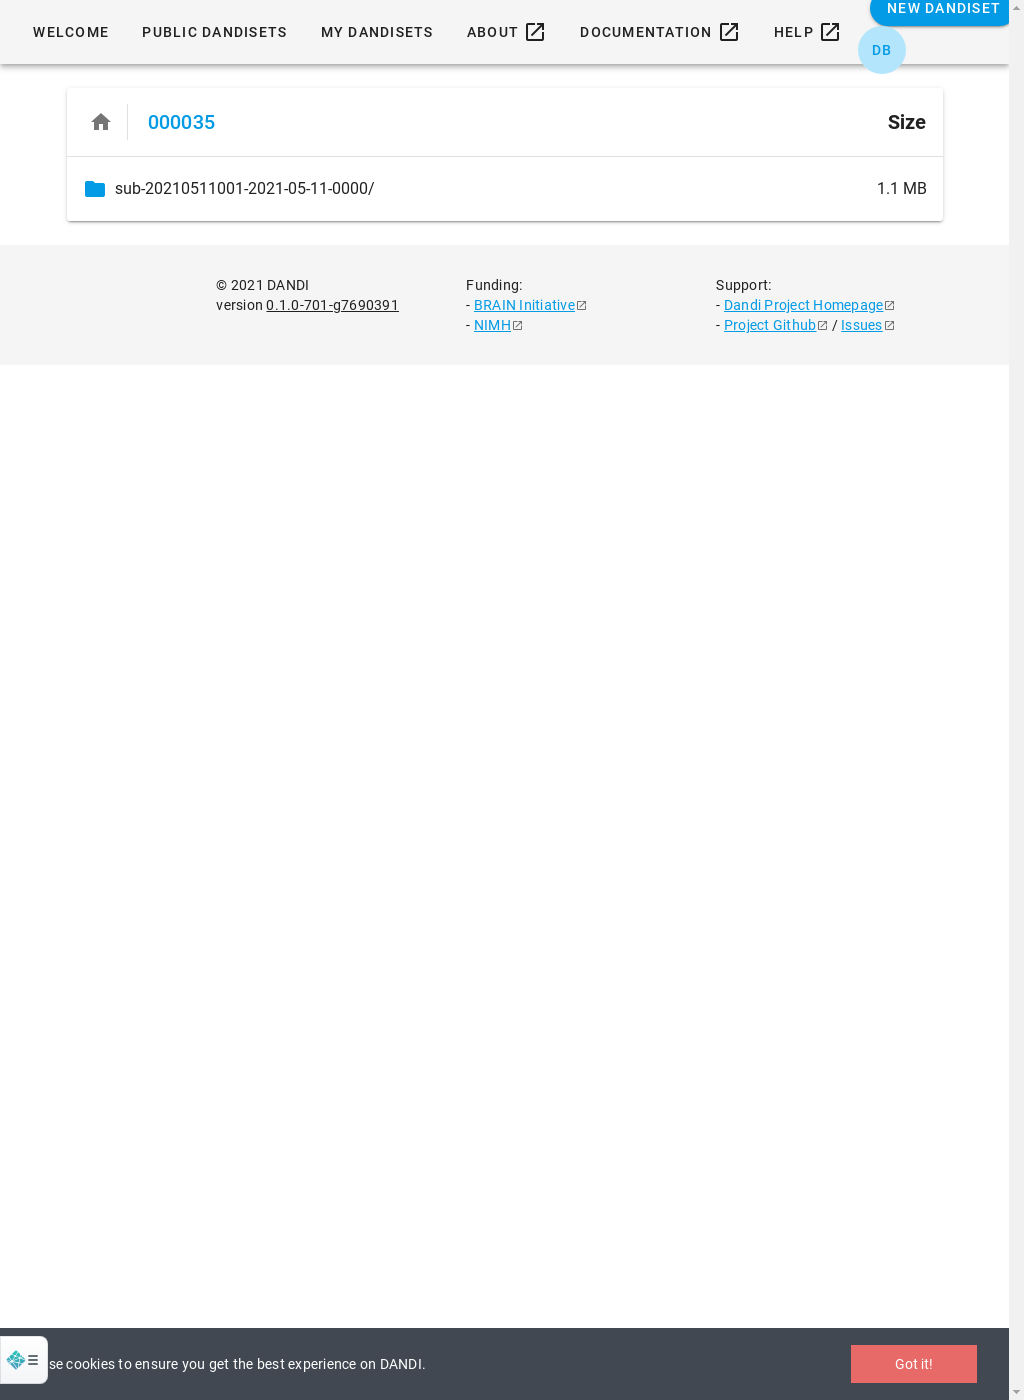 WELCOME PUBLIC DANDISETS MY DANDISETS ABOUT DOCUMENTATION HELP NEW DANDISET
DB
000035 Size
sub-20210511001-2021-05-11-0000/ 1.1 MB
© 2021 DANDI
version 0.1.0-701-g7690391
Funding:
- BRAIN Initiative
- NIMH
Support:
- Dandi Project Homepage
- Project Github / Issues
se cookies to ensure you get the best experience on DANDI. Got it!